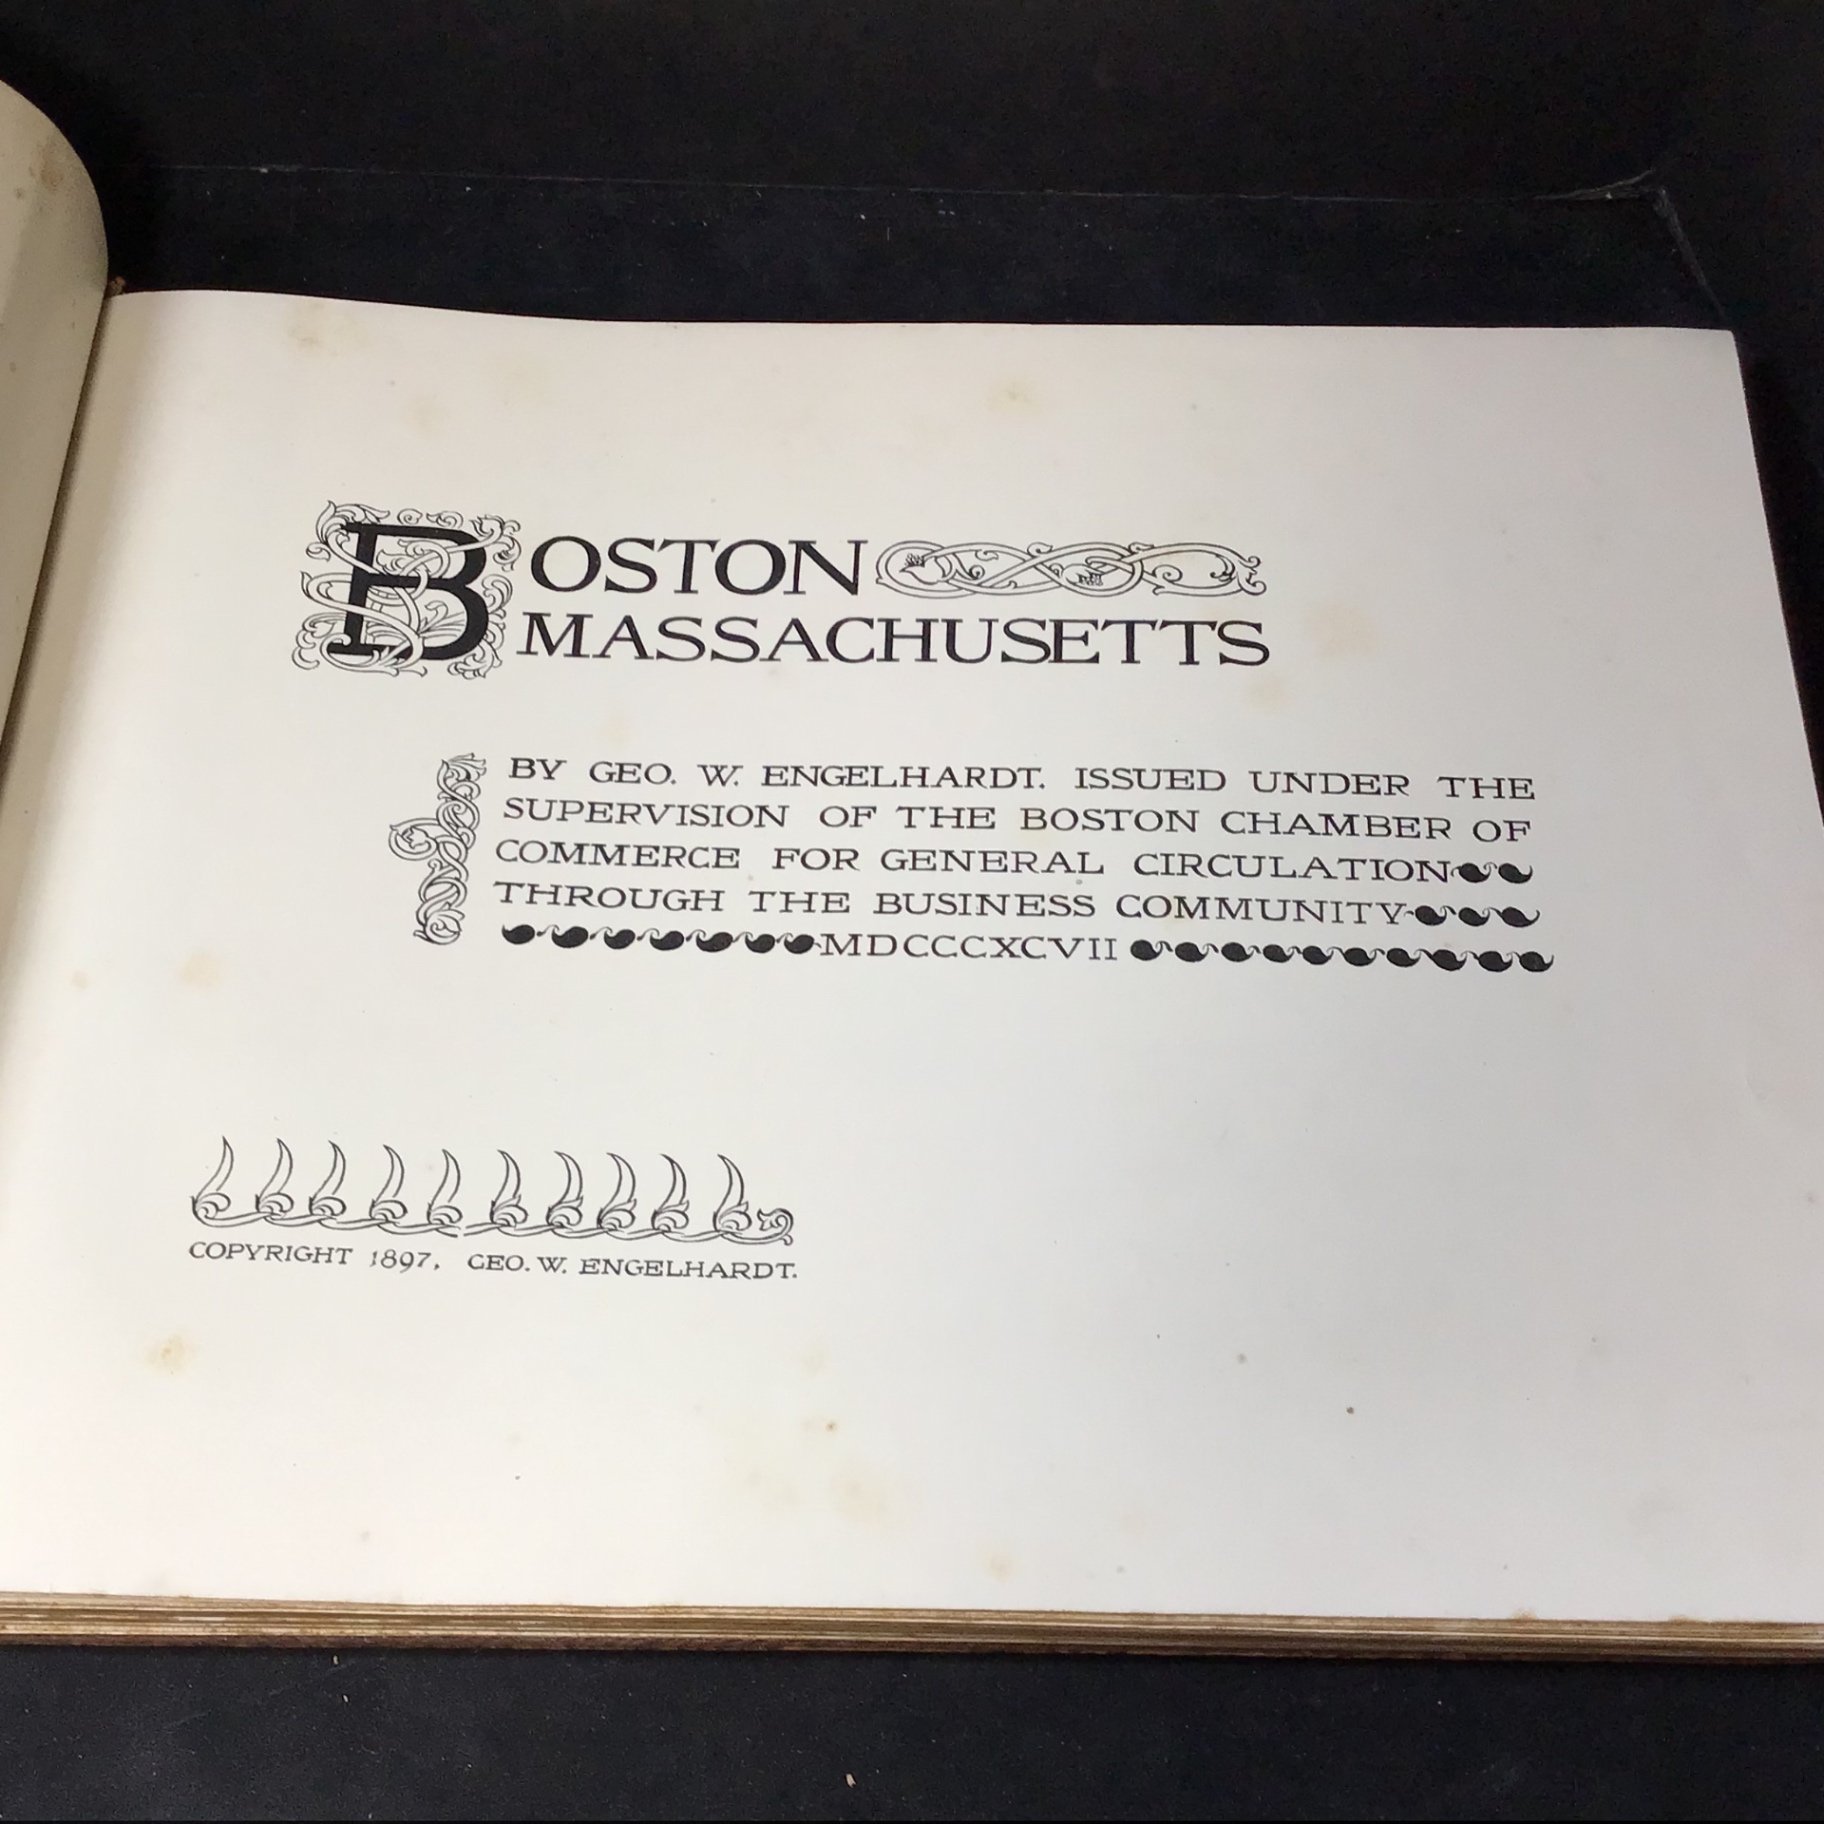 BOSTON
MASSACHUSETTS
BY GEO. W. ENGELHARDT. ISSUED UNDER THE
SUPERVISION OF THE BOSTON CHAMBER OF
COMMERCE FOR GENERAL CIRCULATION
THROUGH THE BUSINESS COMMUNITY
MDCCCXCVII
COPYRIGHT 1897. GEO. W. ENGELHARDT.